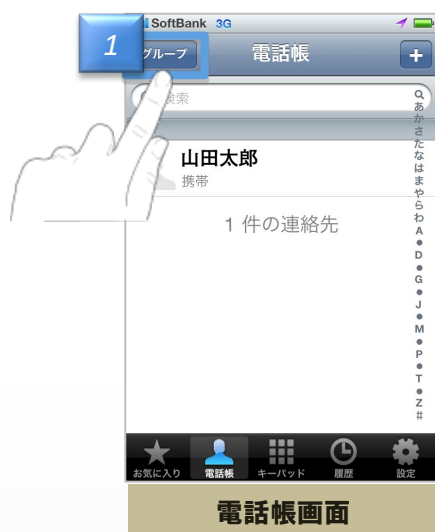 SoftBank 3G
1
グループ
電話帳
+
検索
あ
か
さ
た
な
は
ま
や
ら
わ
A
●
D
●
G
●
J
●
M
●
P
●
T
●
Z
#
山田太郎
携帯
1 件の連絡先
お気に入り 電話帳 キーパッド 履歴 設定
電話帳画面